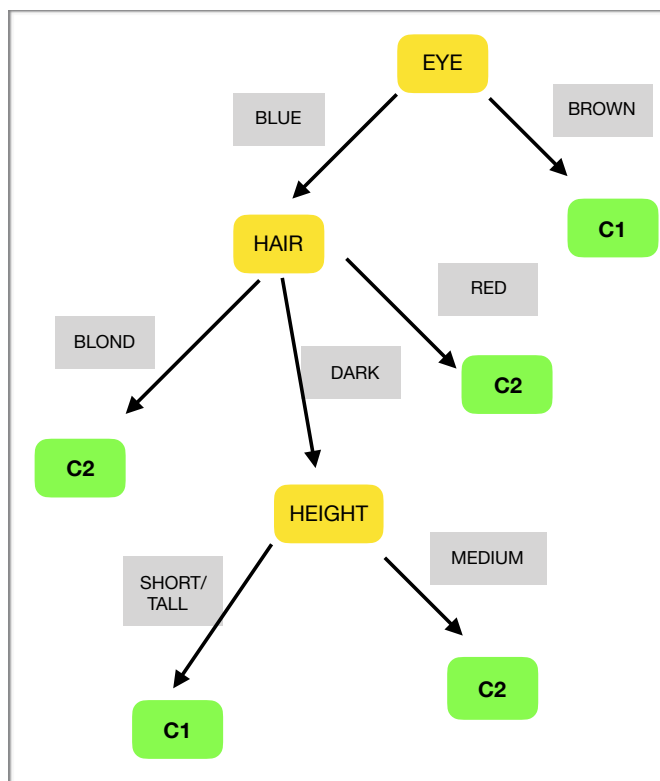 EYE
BLUE
BROWN
C1
HAIR
RED
BLOND
DARK
C2
C2
HEIGHT
SHORT/
TALL
MEDIUM
C2
C1